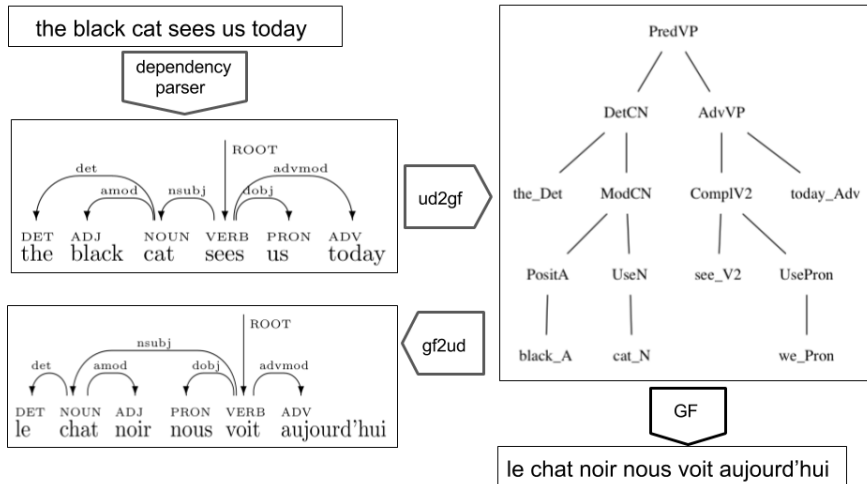 the black cat sees us today
dependency
parser
ROOT
det
advmod
amod
nsubj
dobj
DET ADJ NOUN VERB PRON ADV
the black cat sees us today
ud2gf
PredVP
DetCN AdvVP
the_Det ModCN ComplV2 today_Adv
PositA UseN see_V2 UsePron
black_A cat_N we_Pron
gf2ud
ROOT
nsubj
det amod dobj advmod
DET NOUN ADJ PRON VERB ADV
le chat noir nous voit aujourd'hui
GF
le chat noir nous voit aujourd'hui